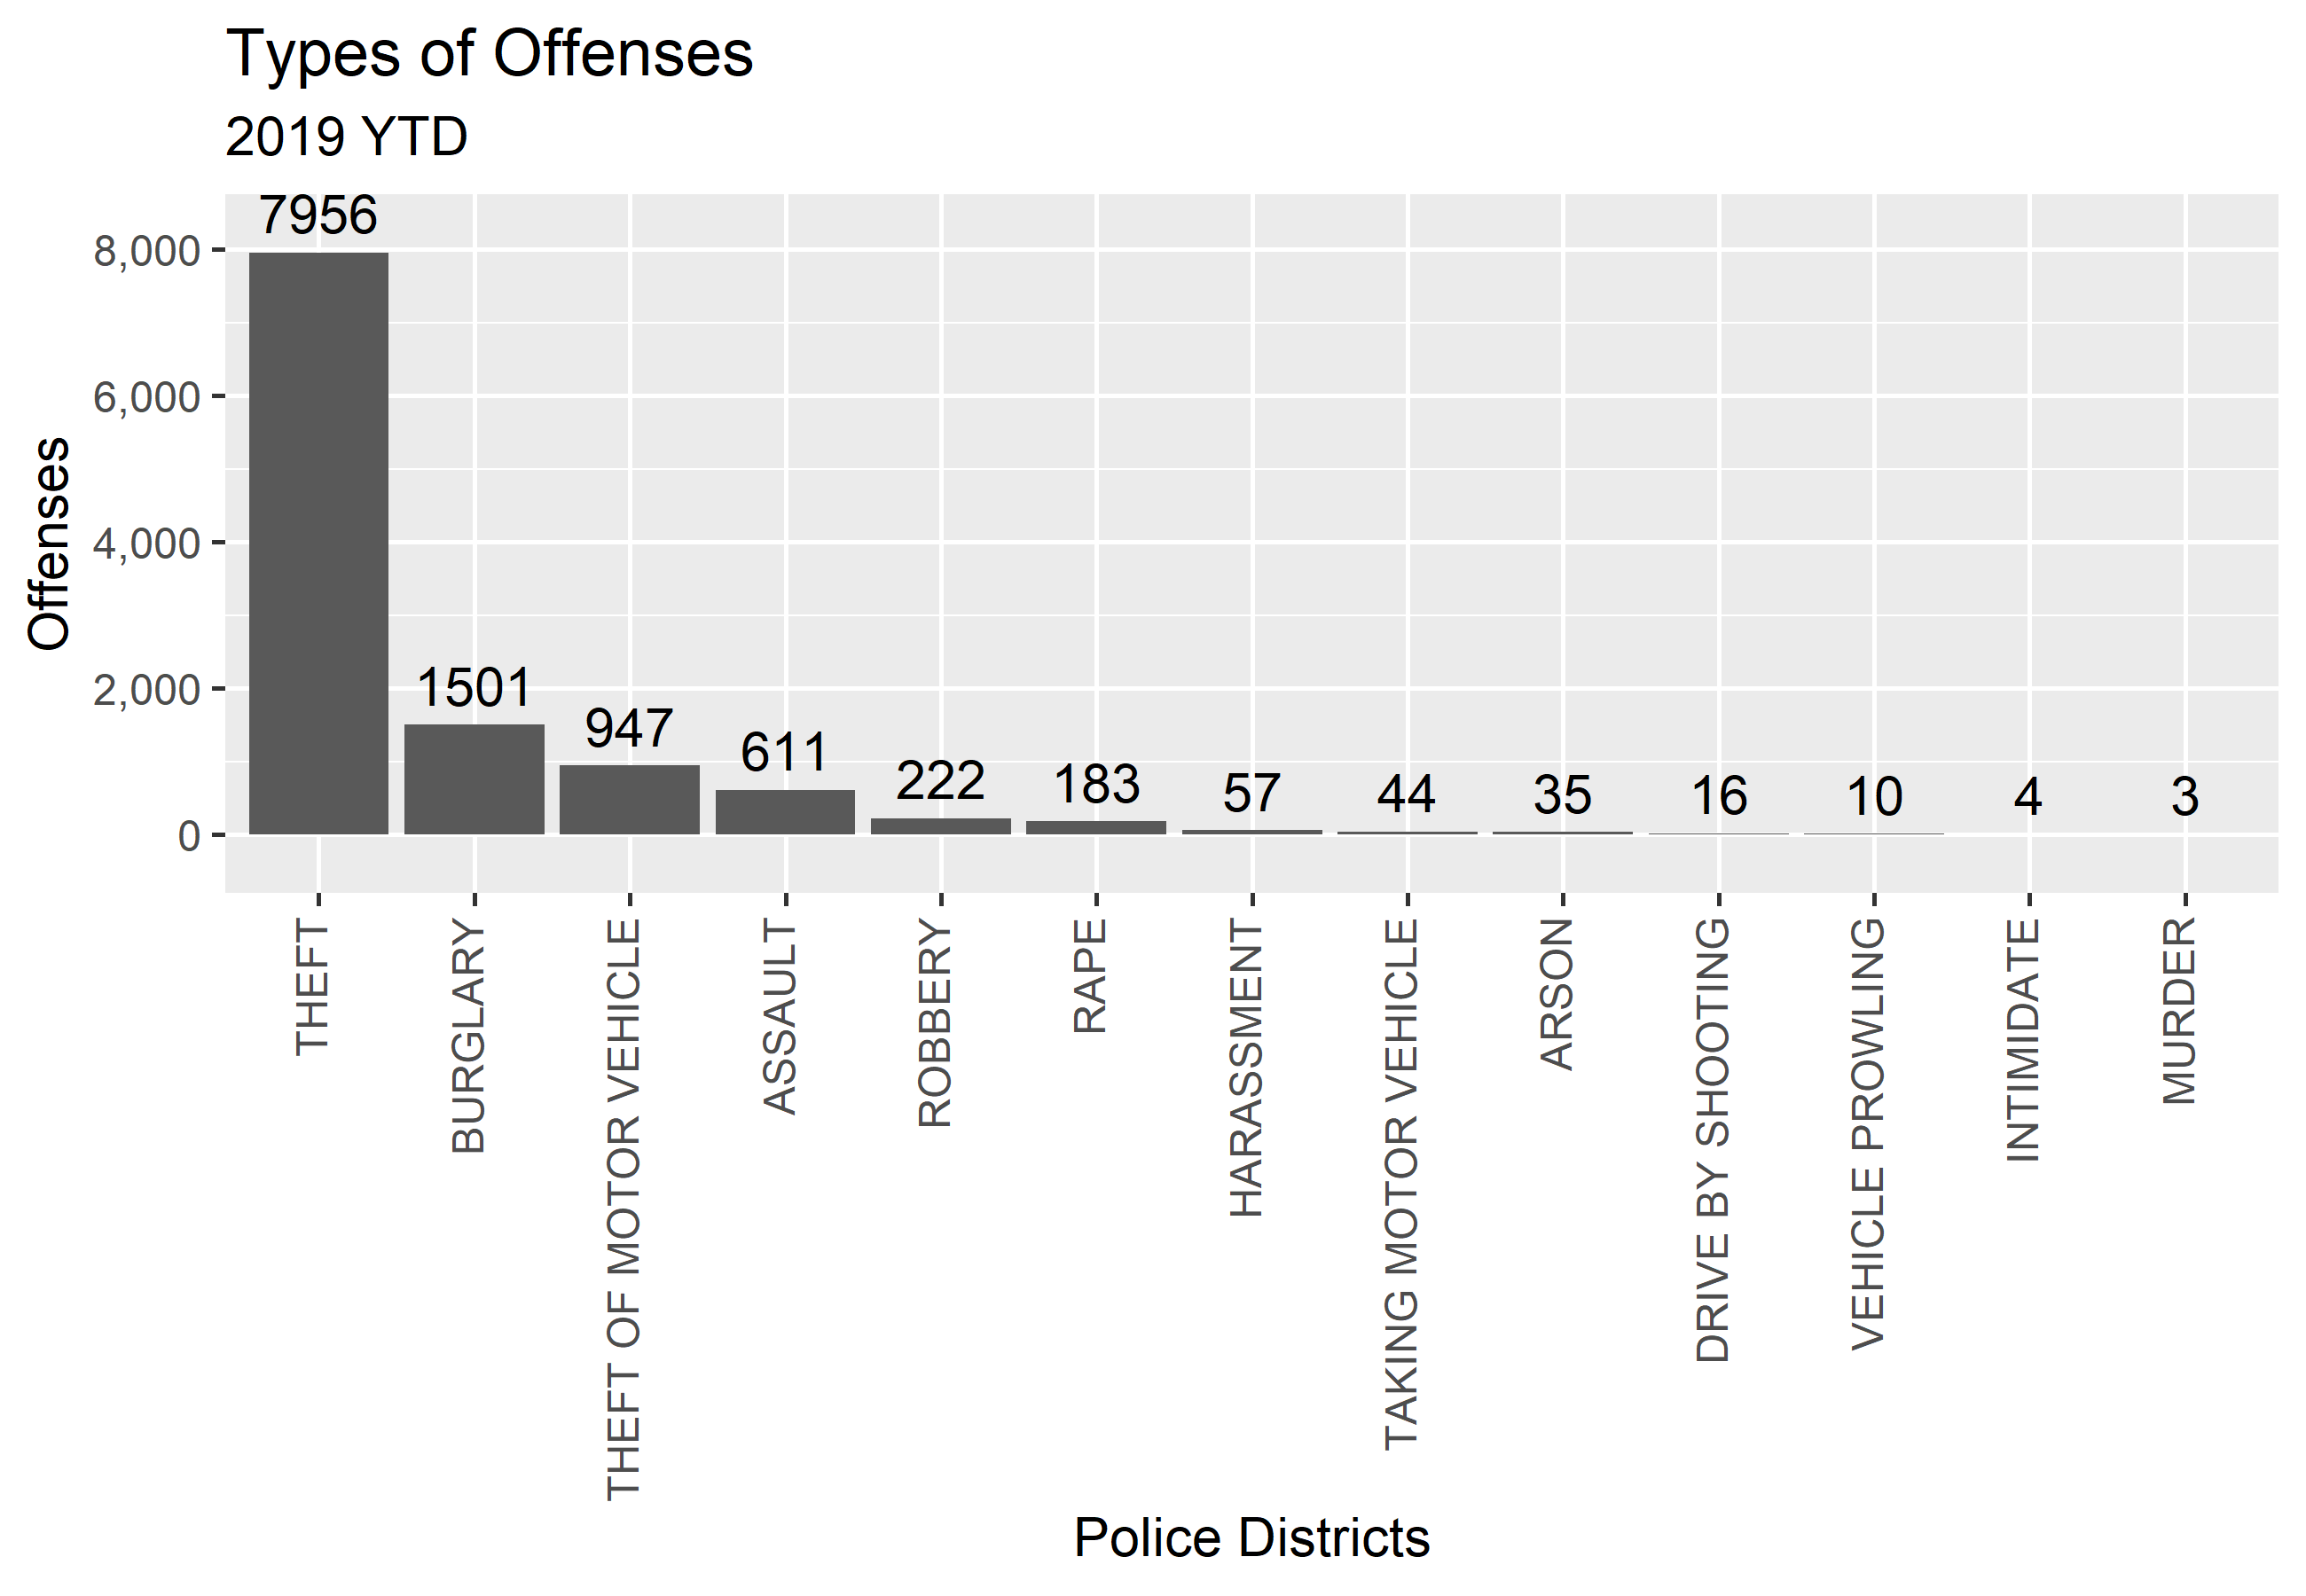 Types of Offenses
2019 YTD
Offenses
8,000
6,000
4,000
2,000
0
7956
1501
947
611
222
183
57
44
35
16
10
4
3
THEFT
BURGLARY
THEFT OF MOTOR VEHICLE
ASSAULT
ROBBERY
RAPE
HARASSMENT
TAKING MOTOR VEHICLE
ARSON
DRIVE BY SHOOTING
VEHICLE PROWLING
INTIMIDATE
MURDER
Police Districts